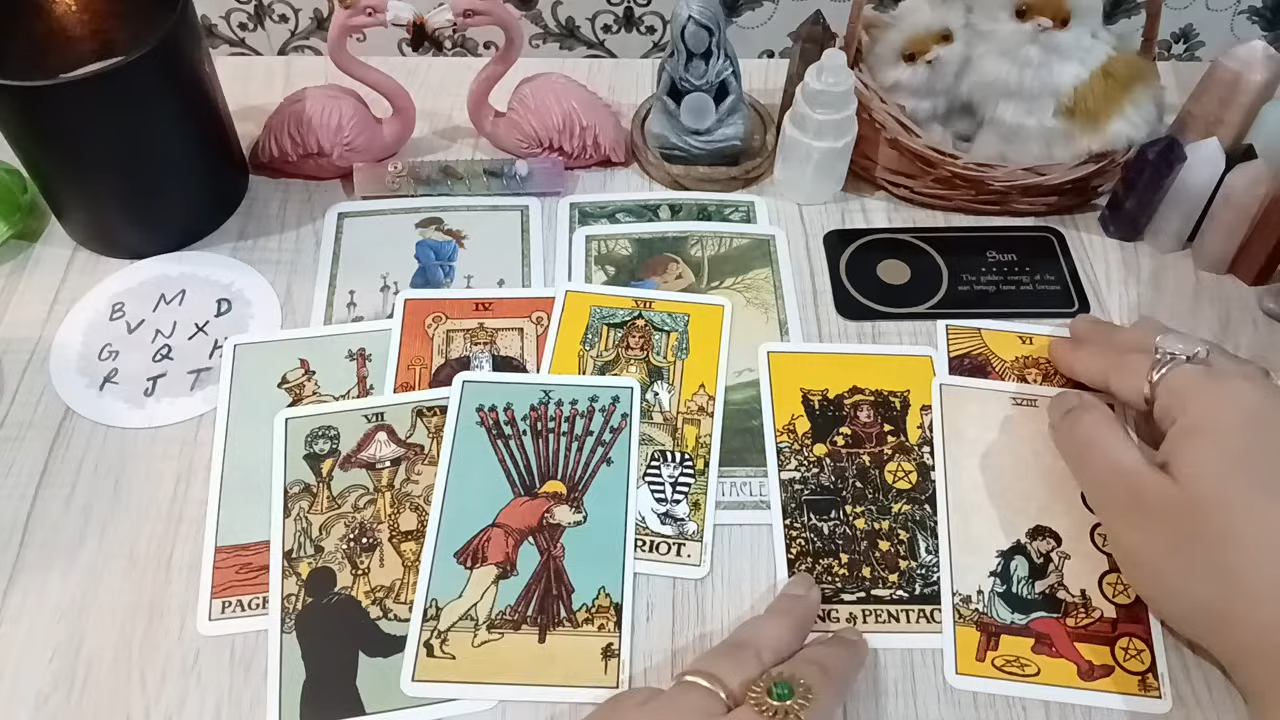 B M D
V N X
G Q H
R J T
Sun
The golden energy of the
sun brings fame and fortune
IV
VII
VI
TACLE
RIOT.
PAGE
VII
X
NG of PENTAC
VIII